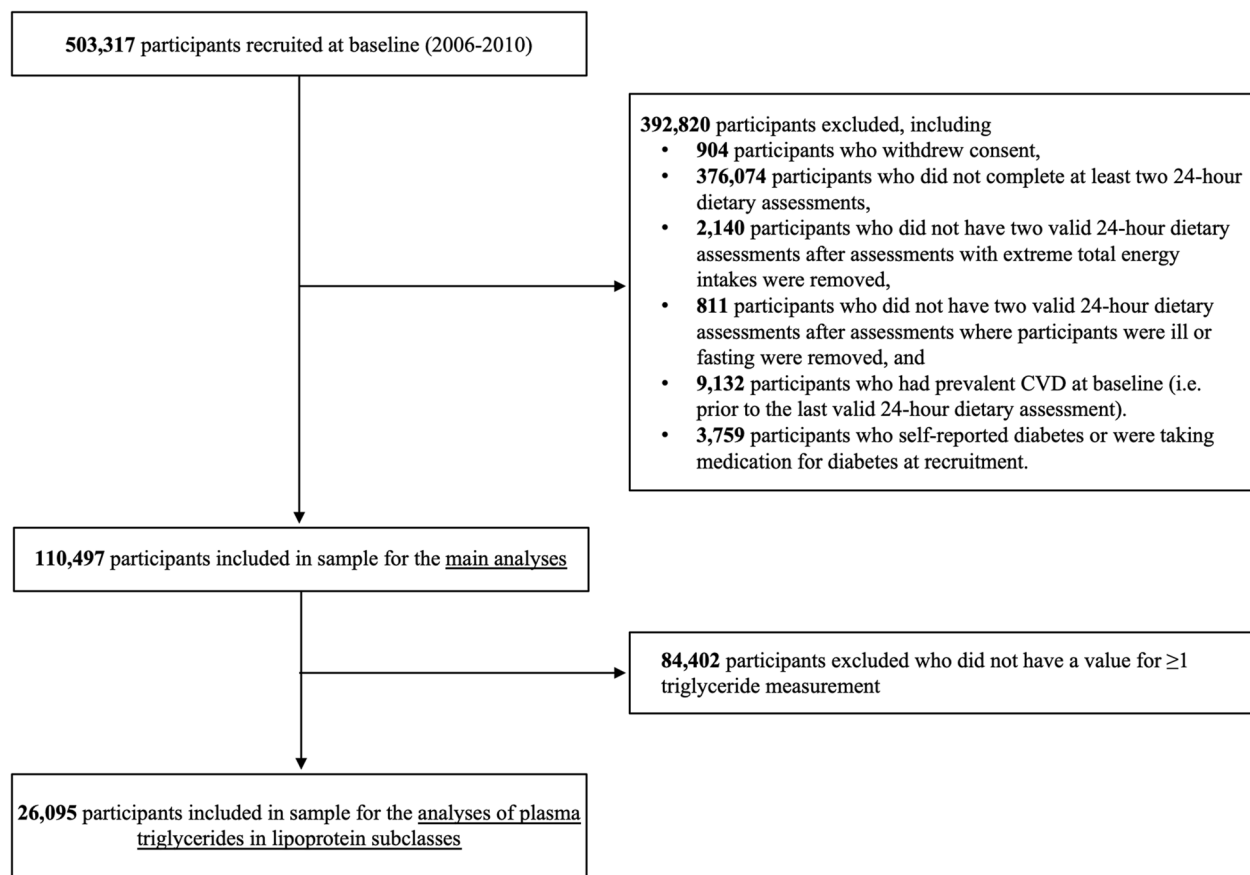 503,317 participants recruited at baseline (2006-2010)
392,820 participants excluded, including
• 904 participants who withdrew consent,
• 376,074 participants who did not complete at least two 24-hour
dietary assessments,
• 2,140 participants who did not have two valid 24-hour dietary
assessments after assessments with extreme total energy
intakes were removed,
• 811 participants who did not have two valid 24-hour dietary
assessments after assessments where participants were ill or
fasting were removed, and
• 9,132 participants who had prevalent CVD at baseline (i.e.
prior to the last valid 24-hour dietary assessment).
• 3,759 participants who self-reported diabetes or were taking
medication for diabetes at recruitment.
110,497 participants included in sample for the main analyses
84,402 participants excluded who did not have a value for ≥1
triglyceride measurement
26,095 participants included in sample for the analyses of plasma
triglycerides in lipoprotein subclasses